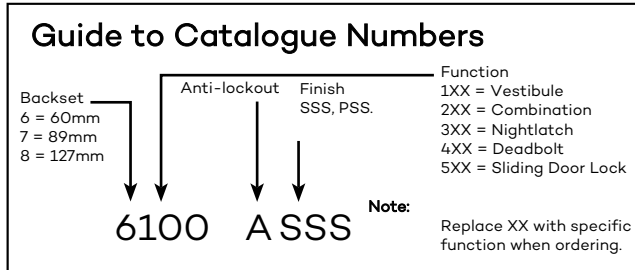 Guide to Catalogue Numbers
Backset
6 = 60mm
7 = 89mm
8 = 127mm
Anti-lockout
Finish
SSS, PSS.
Function
1XX = Vestibule
2XX = Combination
3XX = Nightlatch
4XX = Deadbolt
5XX = Sliding Door Lock
6100 A SSS
Note:
Replace XX with specific
function when ordering.